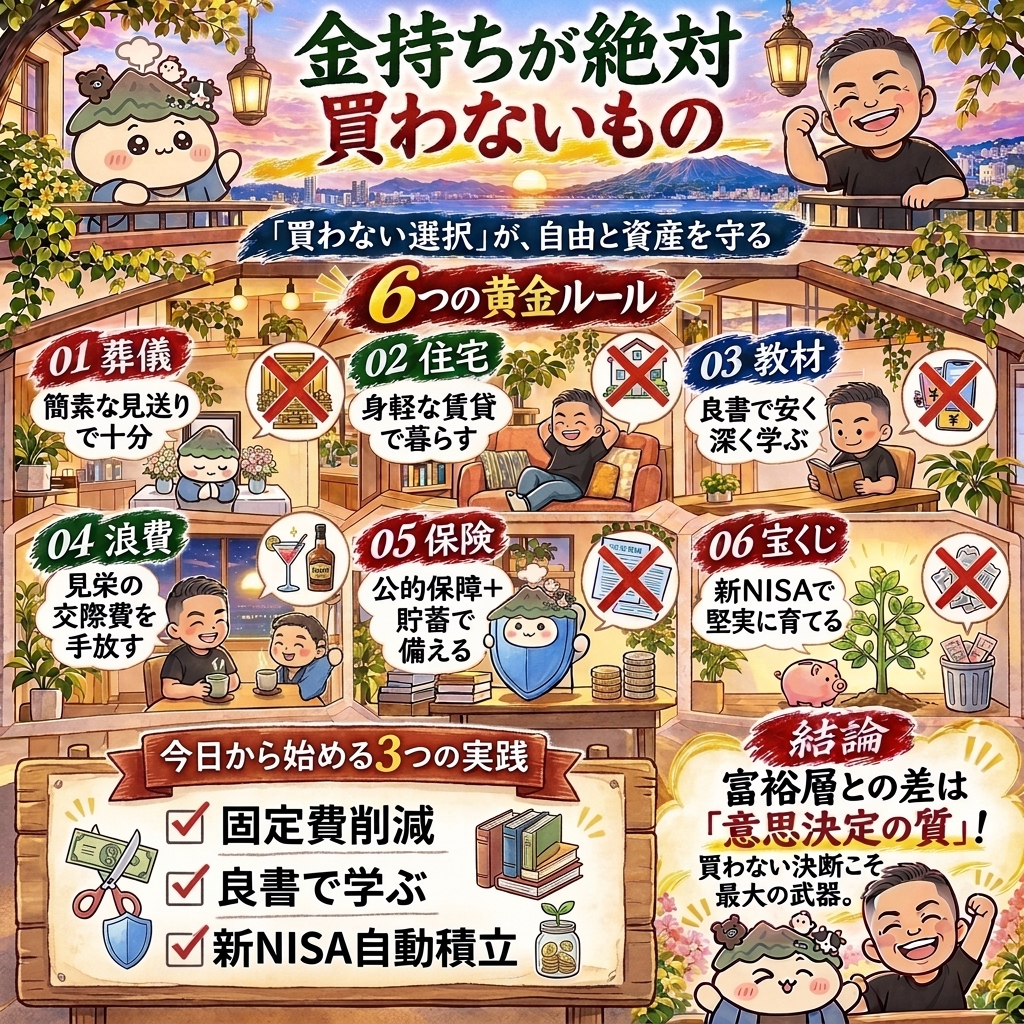 金持ちが絶対
買わないもの
「買わない選択」が、自由と資産を守る
6つの黄金ルール
01 葬儀
簡素な見送り
で十分
02 住宅
身軽な賃貸
で暮らす
03 教材
良書で安く
深く学ぶ
¥
04 浪費
見栄の
交際費を
手放す
05 保険
公的保障+
貯蓄で
備える
06 宝くじ
新NISAで
堅実に育てる
今日から始める3つの実践
固定費削減
良書で学ぶ
新NISA自動積立
結論
富裕層との差は
「意思決定の質」!
買わない決断こそ
最大の武器。